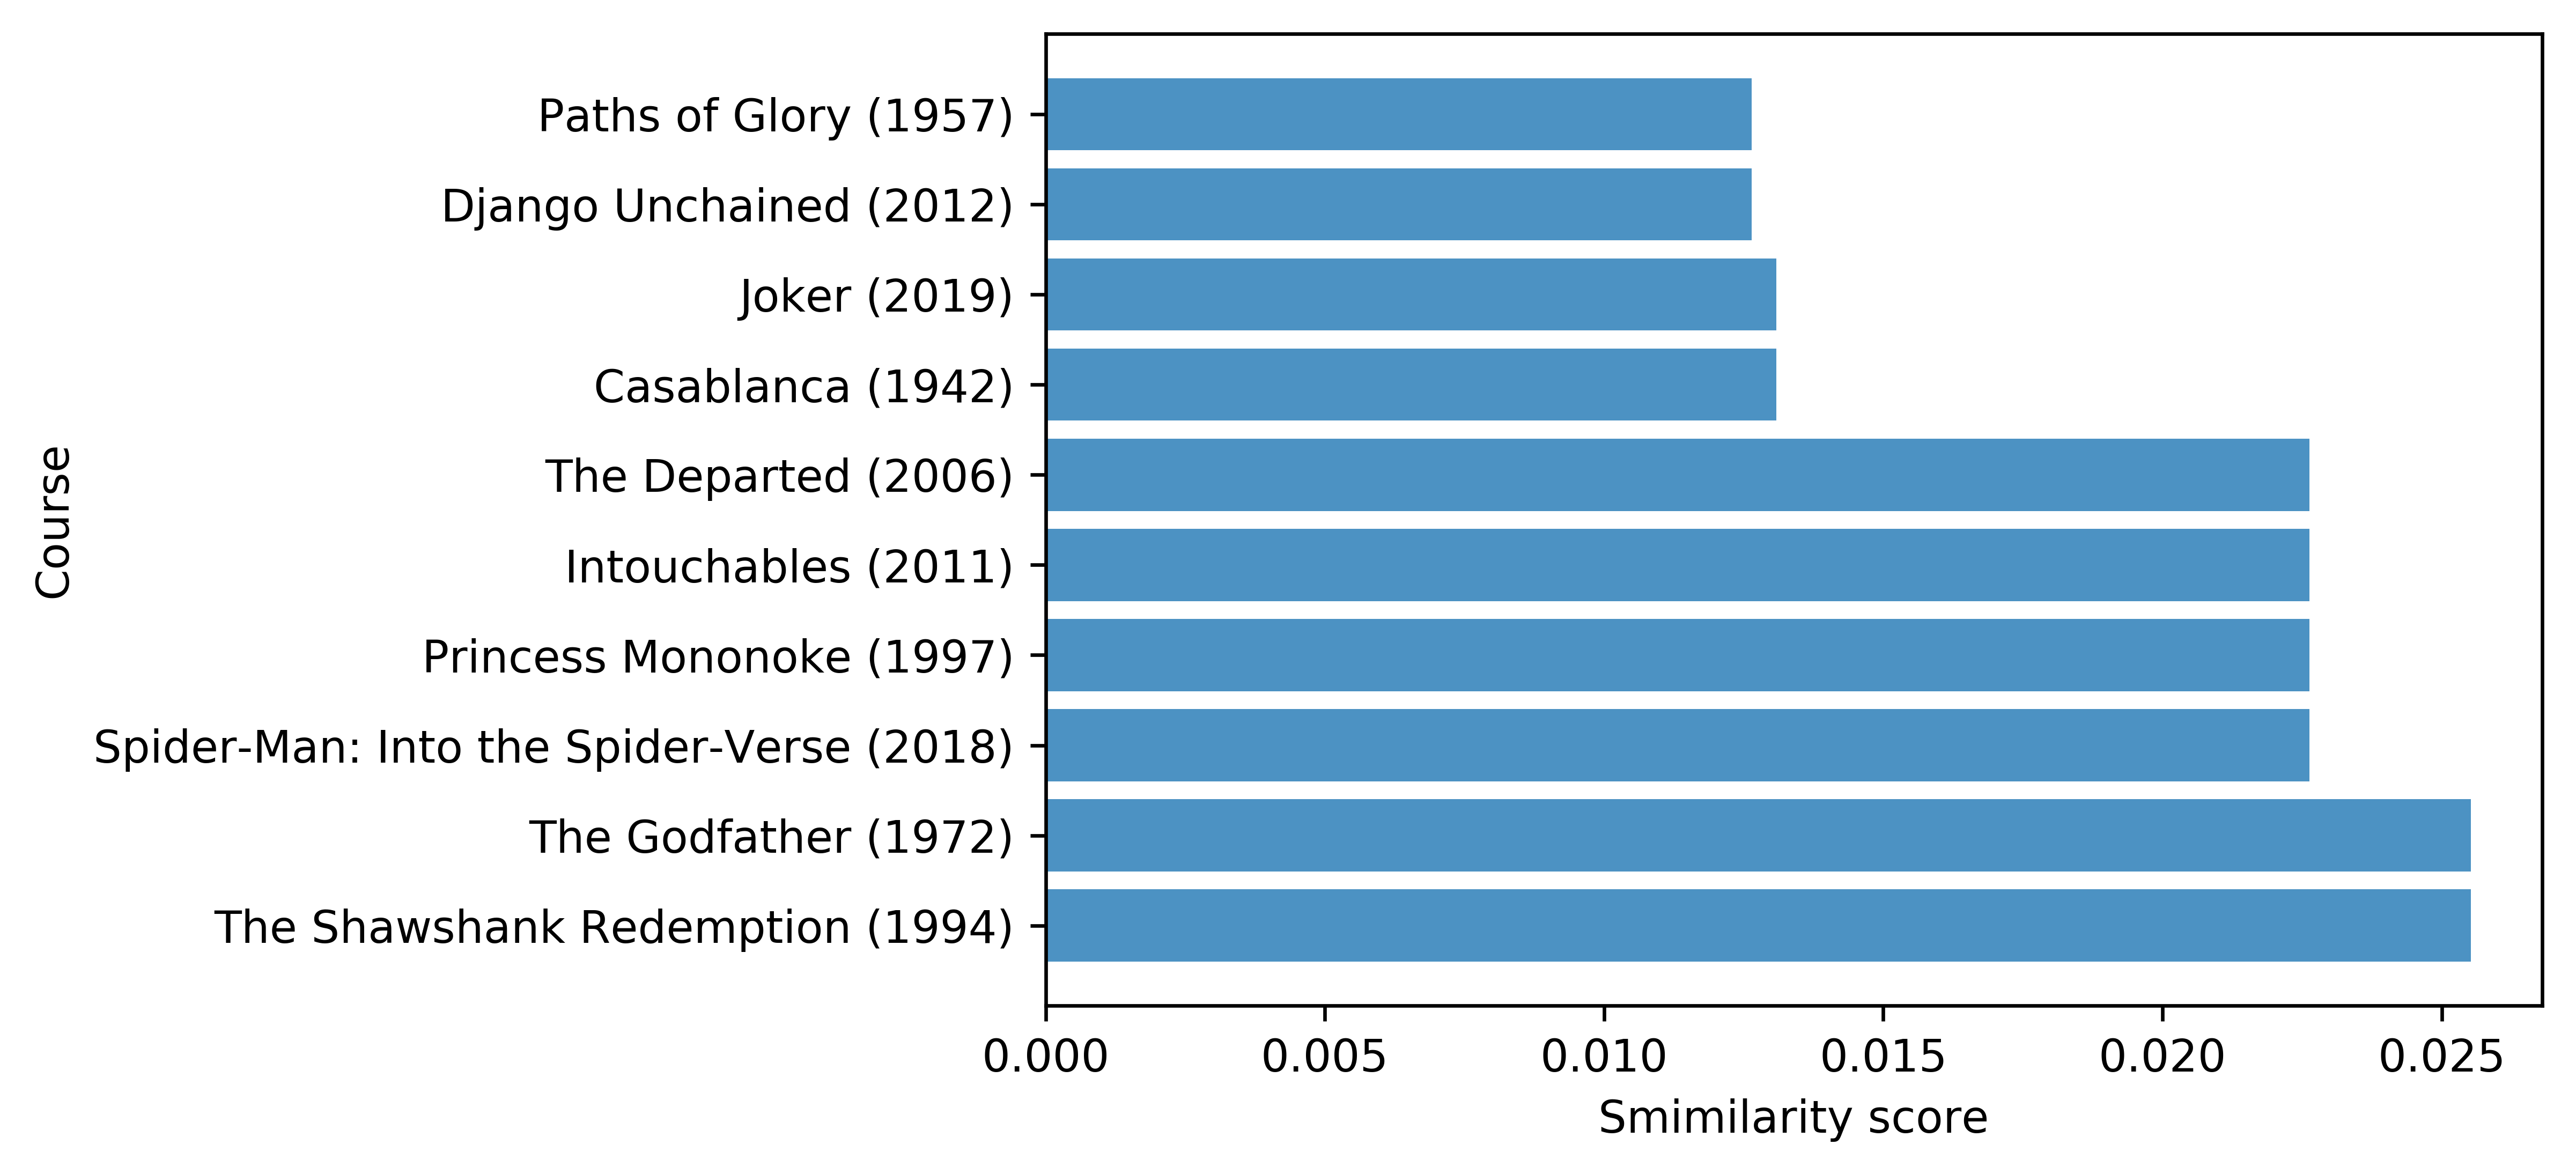 Paths of Glory (1957)
Django Unchained (2012)
Joker (2019)
Casablanca (1942)
The Departed (2006)
Intouchables (2011)
Princess Mononoke (1997)
Spider-Man: Into the Spider-Verse (2018)
The Godfather (1972)
The Shawshank Redemption (1994)
Course
0.000 0.005 0.010 0.015 0.020 0.025
Smimilarity score